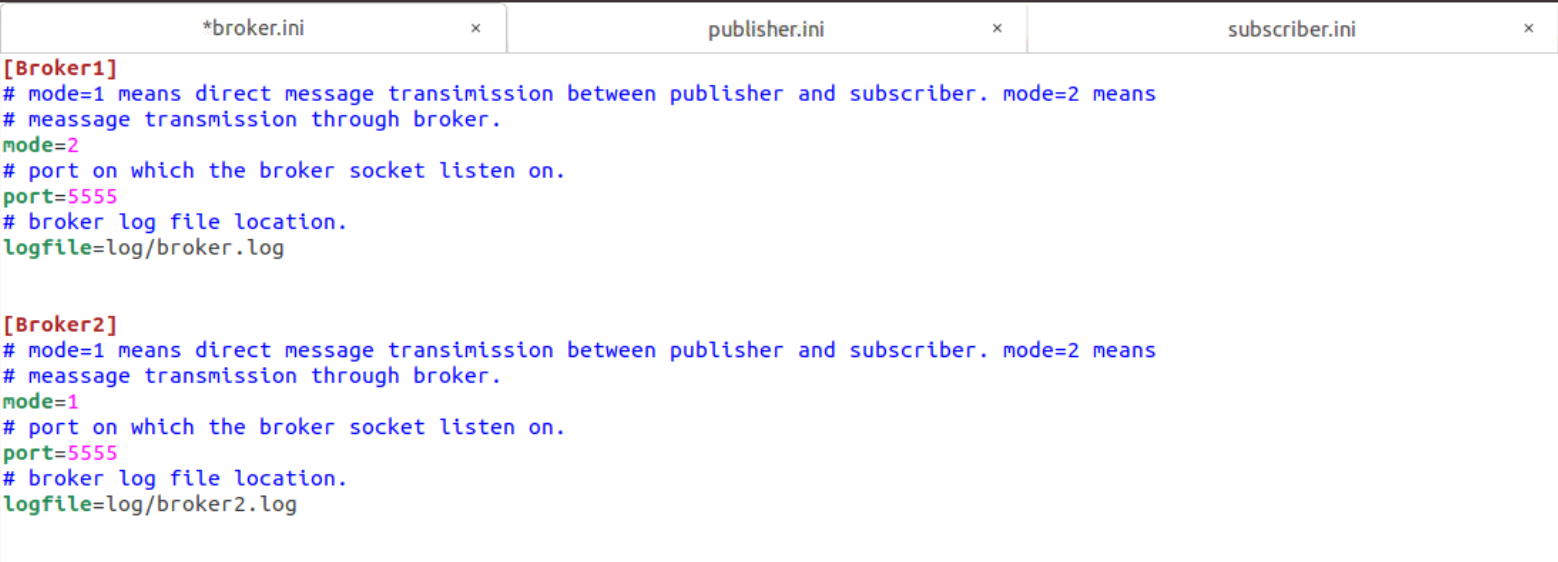 *broker.ini × publisher.ini × subscriber.ini ×
[Broker1]
# mode=1 means direct message transimission between publisher and subscriber. mode=2 means
# meassage transmission through broker.
mode=2
# port on which the broker socket listen on.
port=5555
# broker log file location.
logfile=log/broker.log
[Broker2]
# mode=1 means direct message transimission between publisher and subscriber. mode=2 means
# meassage transmission through broker.
mode=1
# port on which the broker socket listen on.
port=5555
# broker log file location.
logfile=log/broker2.log